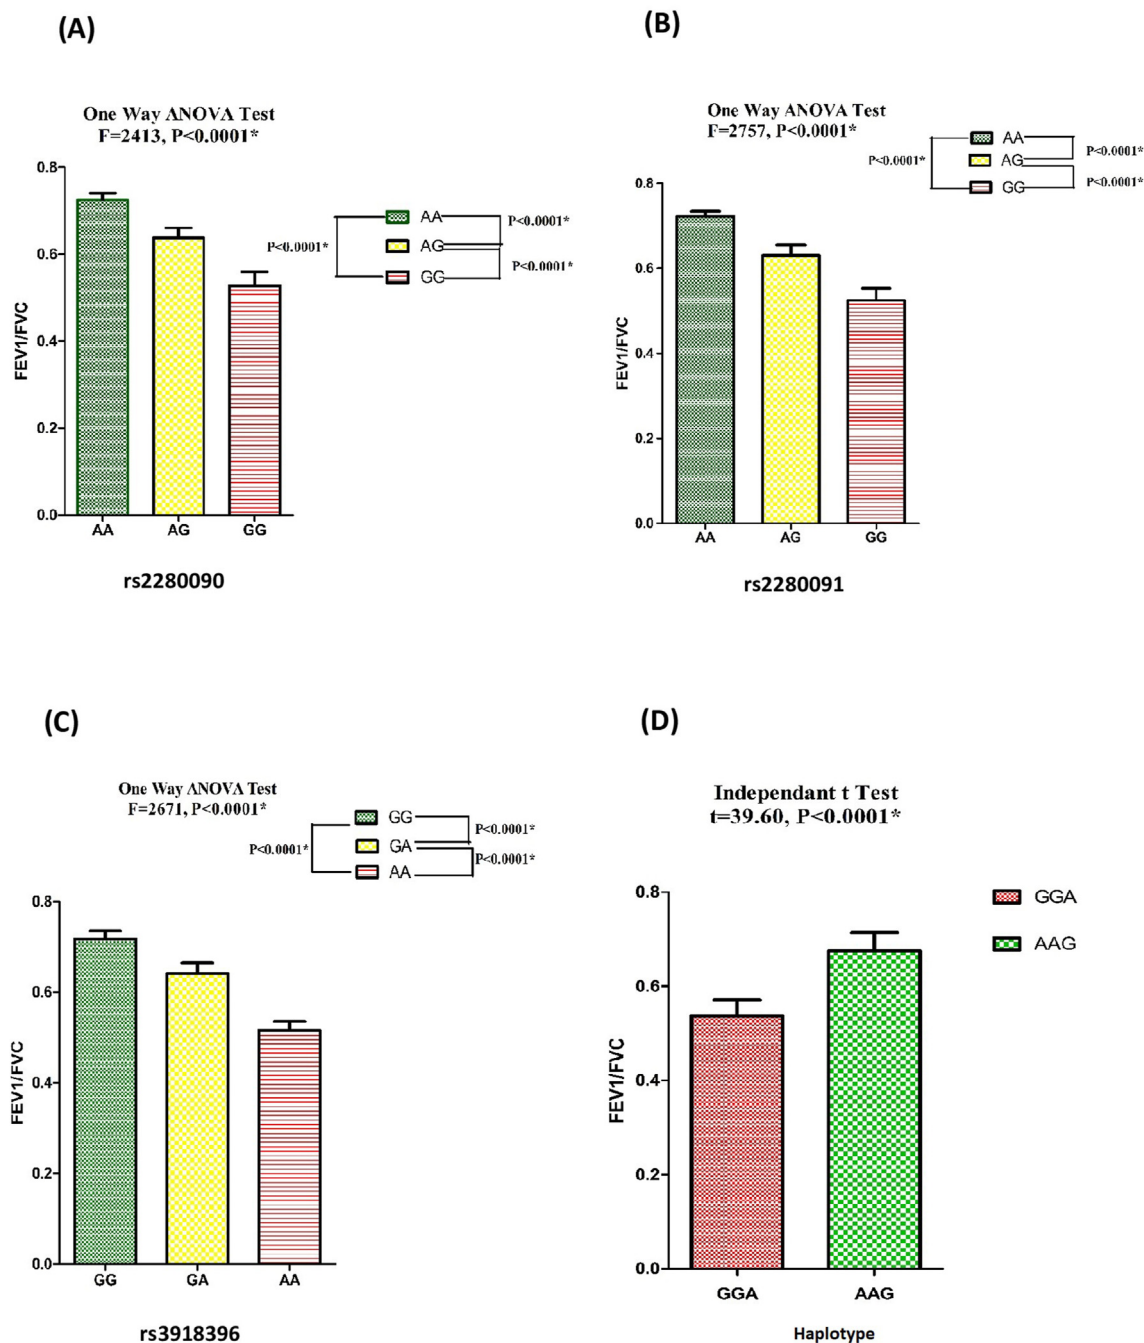 (A)
One Way ANOVA Test
F=2413, P<0.0001*
0.8
0.6
0.4
0.2
0.0
FEV1/FVC
AA
AG
GG
P<0.0001*
P<0.0001*
P<0.0001*
AA
AG
GG
rs2280090
(B)
One Way ANOVA Test
F=2757, P<0.0001*
AA
AG
GG
P<0.0001*
P<0.0001*
P<0.0001*
0.8
0.6
0.4
0.2
0.0
FEV1/FVC
AA
AG
GG
rs2280091
(C)
One Way ANOVA Test
F=2671, P<0.0001*
GG
GA
AA
P<0.0001*
P<0.0001*
P<0.0001*
0.8
0.6
0.4
0.2
0.0
FEV1/FVC
GG
GA
AA
rs3918396
(D)
Independant t Test
t=39.60, P<0.0001*
GGA
AAG
0.8
0.6
0.4
0.2
0.0
FEV1/FVC
GGA
AAG
Haplotype